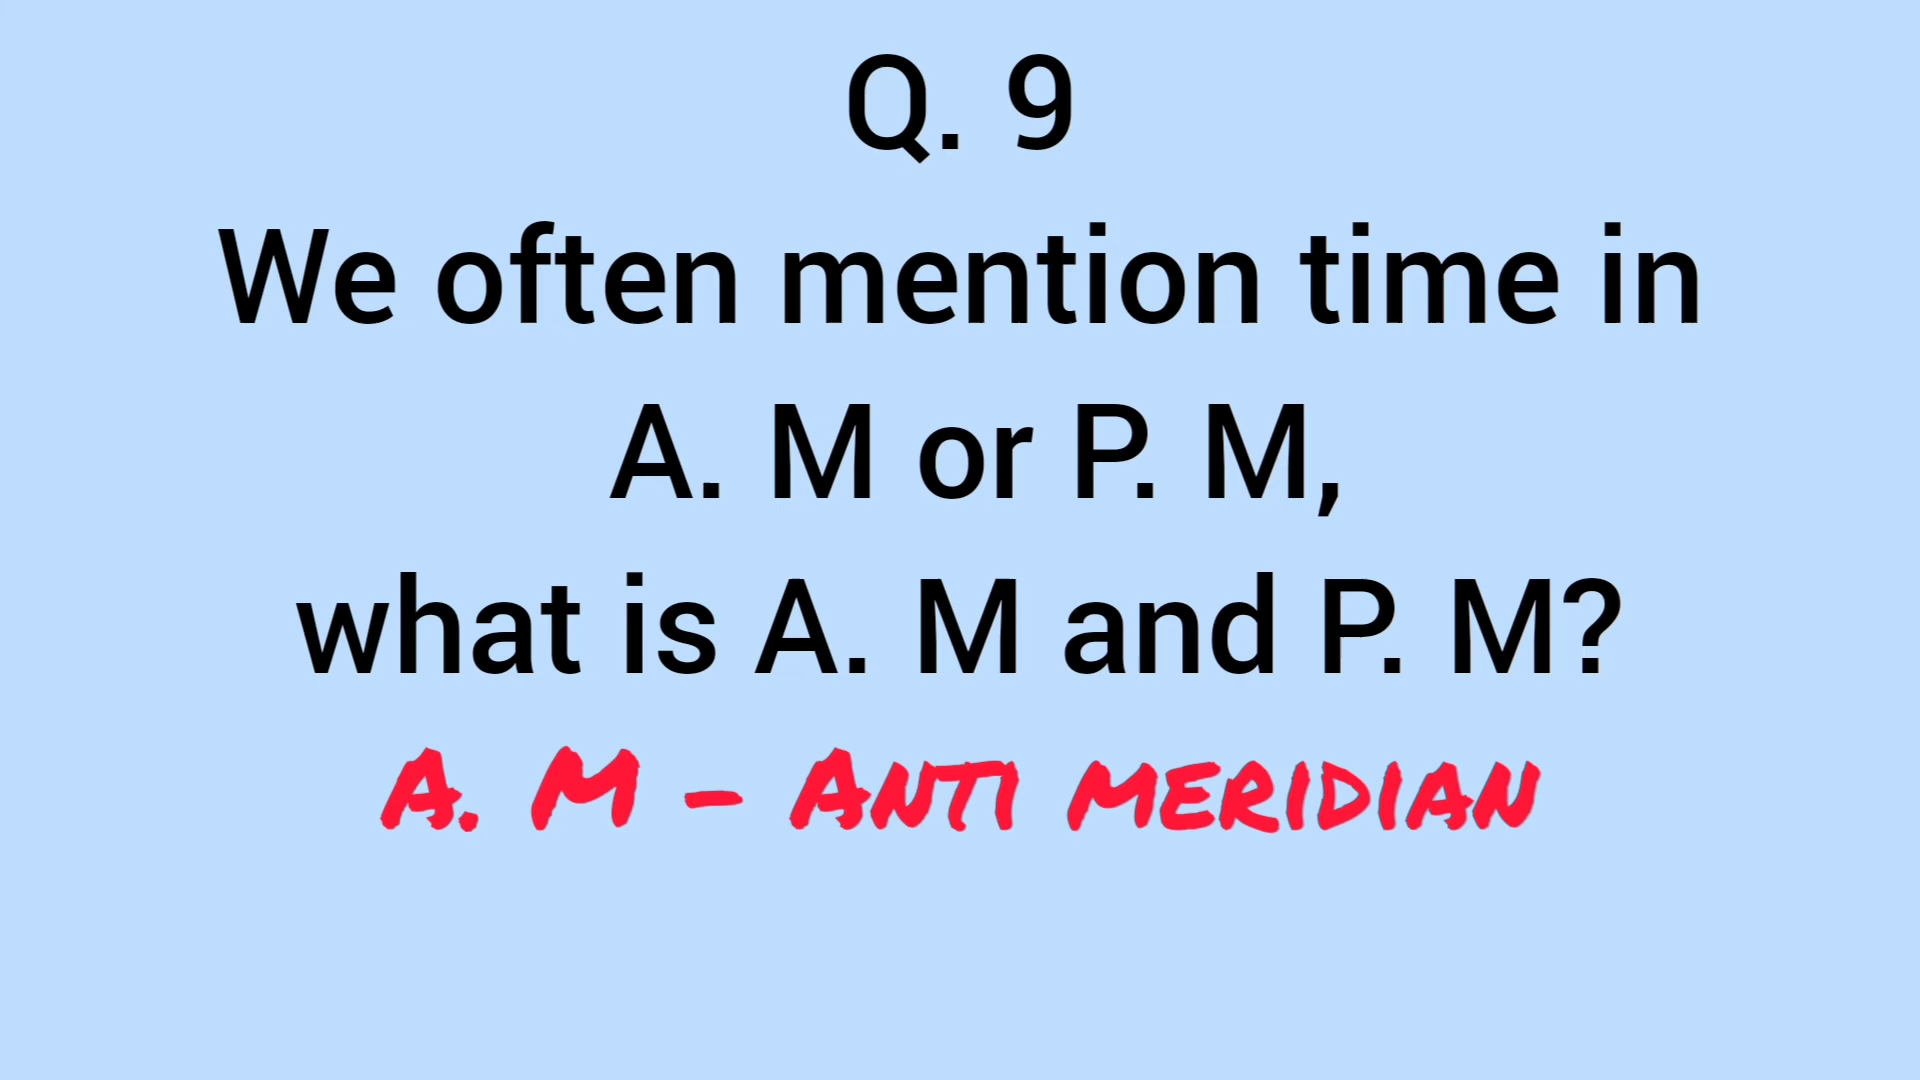 Q. 9
We often mention time in
A. M or P. M,
what is A. M and P. M?
A. M - Anti meridian